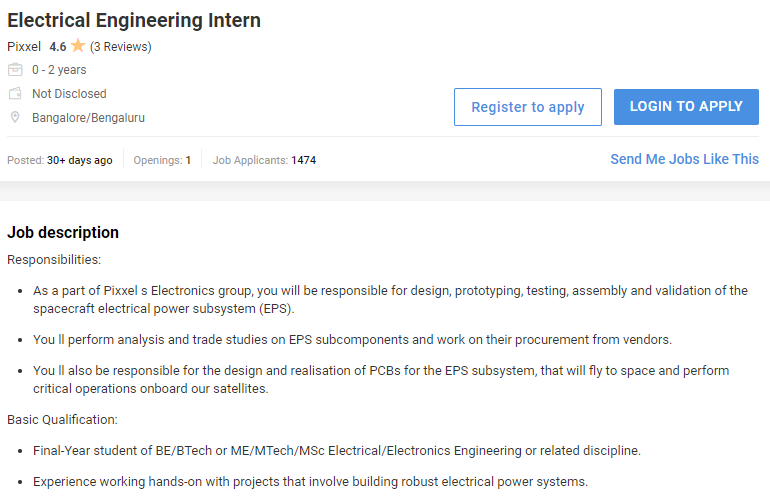 Electrical Engineering Intern
Pixxel 4.6 (3 Reviews)
0 - 2 years
Not Disclosed
Bangalore/Bengaluru
Register to apply
LOGIN TO APPLY
Posted: 30+ days ago Openings: 1 Job Applicants: 1474
Send Me Jobs Like This
Job description
Responsibilities:
As a part of Pixxel s Electronics group, you will be responsible for design, prototyping, testing, assembly and validation of the
spacecraft electrical power subsystem (EPS).
You ll perform analysis and trade studies on EPS subcomponents and work on their procurement from vendors.
You ll also be responsible for the design and realisation of PCBs for the EPS subsystem, that will fly to space and perform
critical operations onboard our satellites.
Basic Qualification:
Final-Year student of BE/BTech or ME/MTech/MSc Electrical/Electronics Engineering or related discipline.
Experience working hands-on with projects that involve building robust electrical power systems.